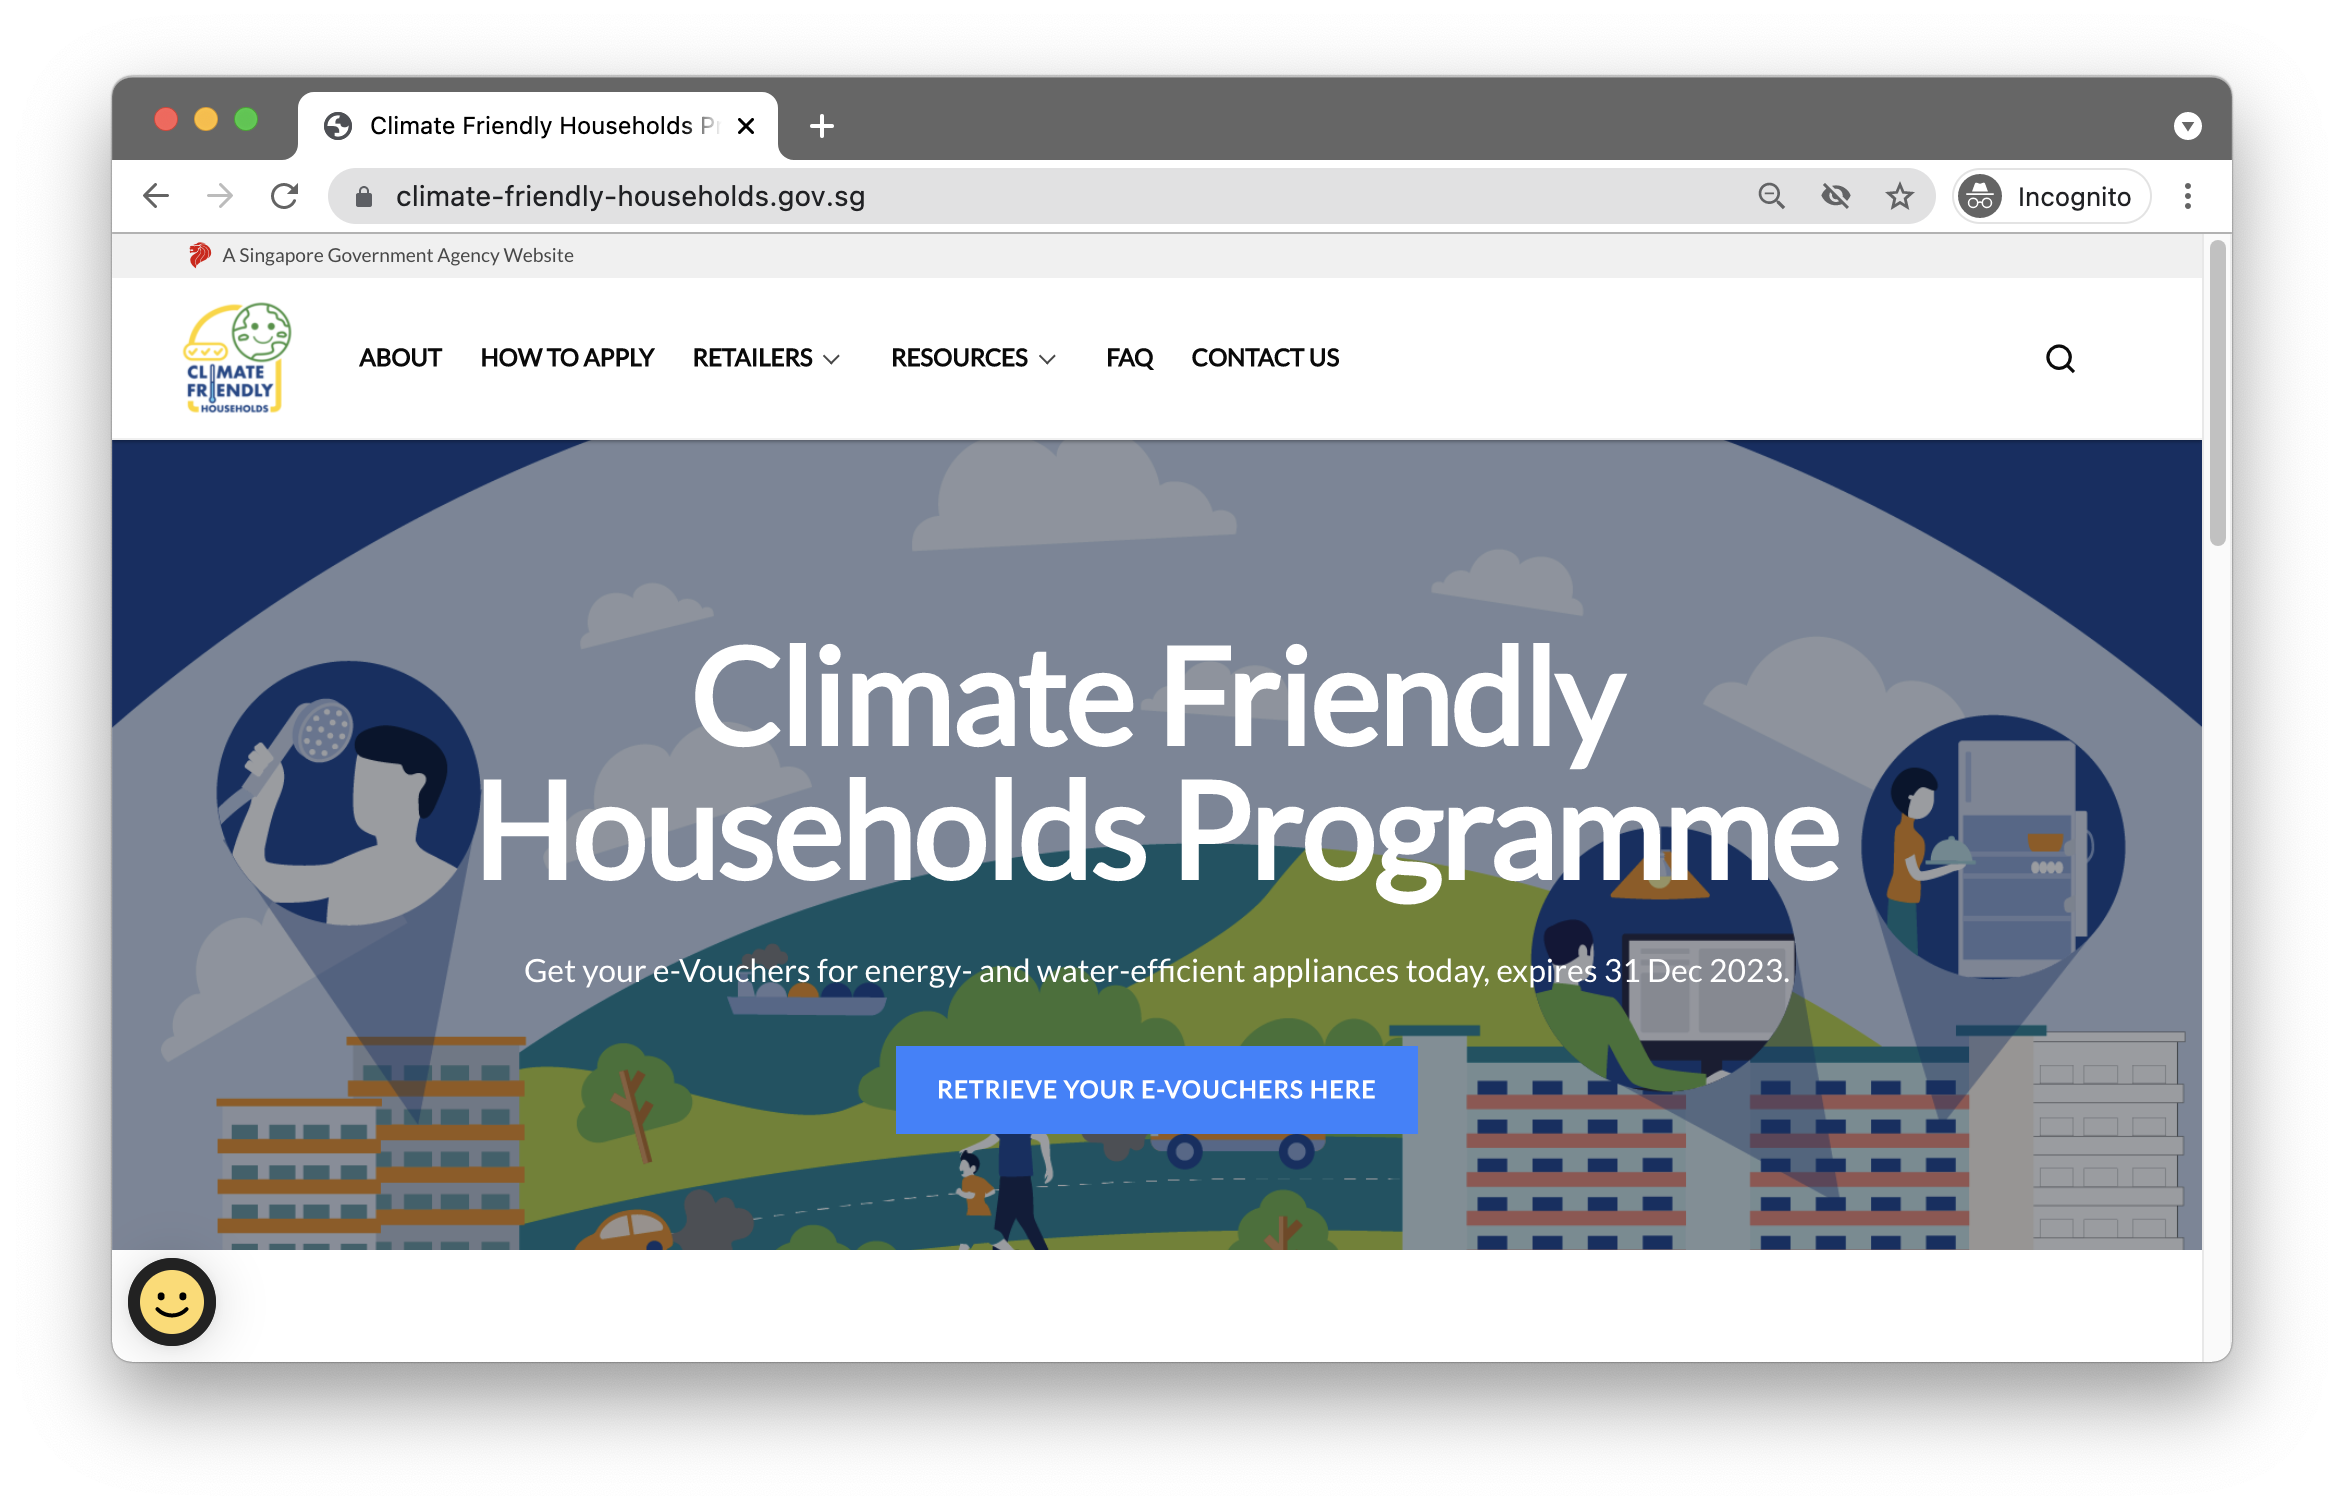 Climate Friendly Households
climate-friendly-households.gov.sg
Incognito
A Singapore Government Agency Website
CLIMATE
FRIENDLY
HOUSEHOLDS
ABOUT HOW TO APPLY RETAILERS RESOURCES FAQ CONTACT US
Climate Friendly
Households Programme
Get your e-Vouchers for energy- and water-efficient appliances today, expires 31 Dec 2023.
RETRIEVE YOUR E-VOUCHERS HERE